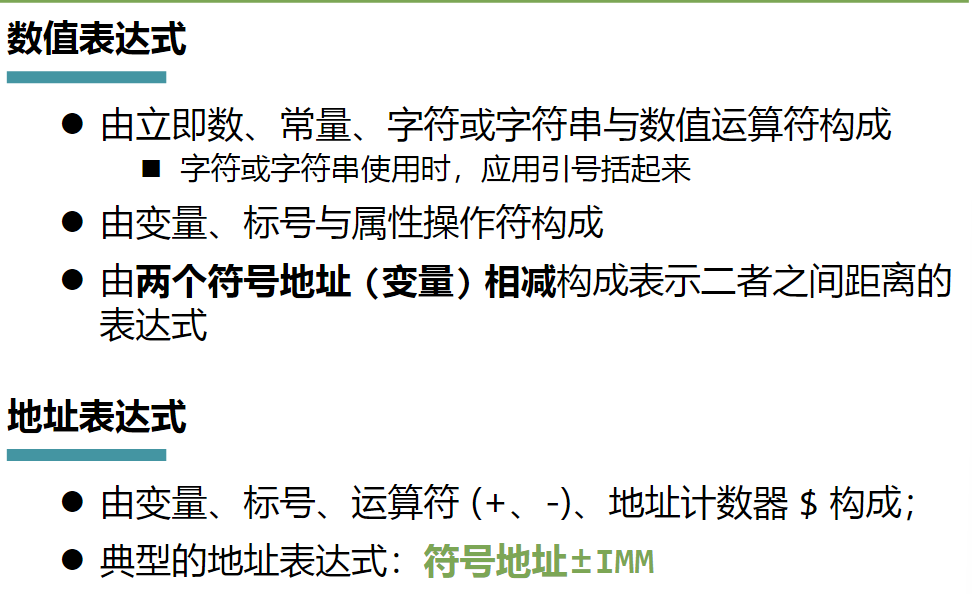 数值表达式
● 由立即数、常量、字符或字符串与数值运算符构成
■ 字符或字符串使用时，应用引号括起来
● 由变量、标号与属性操作符构成
● 由两个符号地址（变量）相减构成表示二者之间距离的
表达式
地址表达式
● 由变量、标号、运算符 (+、-)、地址计数器 $ 构成；
● 典型的地址表达式：符号地址±IMM